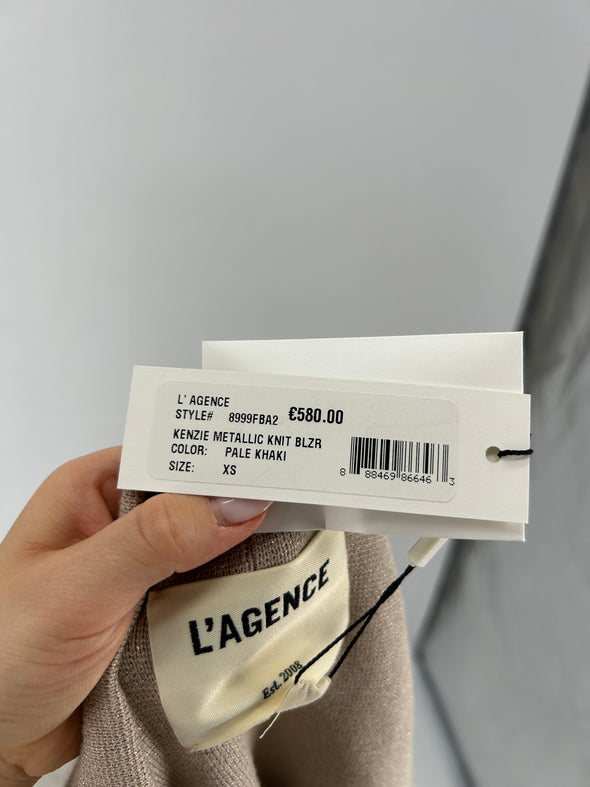 L' AGENCE
STYLE# 8999FBA2 €580.00
KENZIE METALLIC KNIT BLZR
COLOR: PALE KHAKI
SIZE: XS
8 88469 86646 3
L'AGENCE
Est. 2008